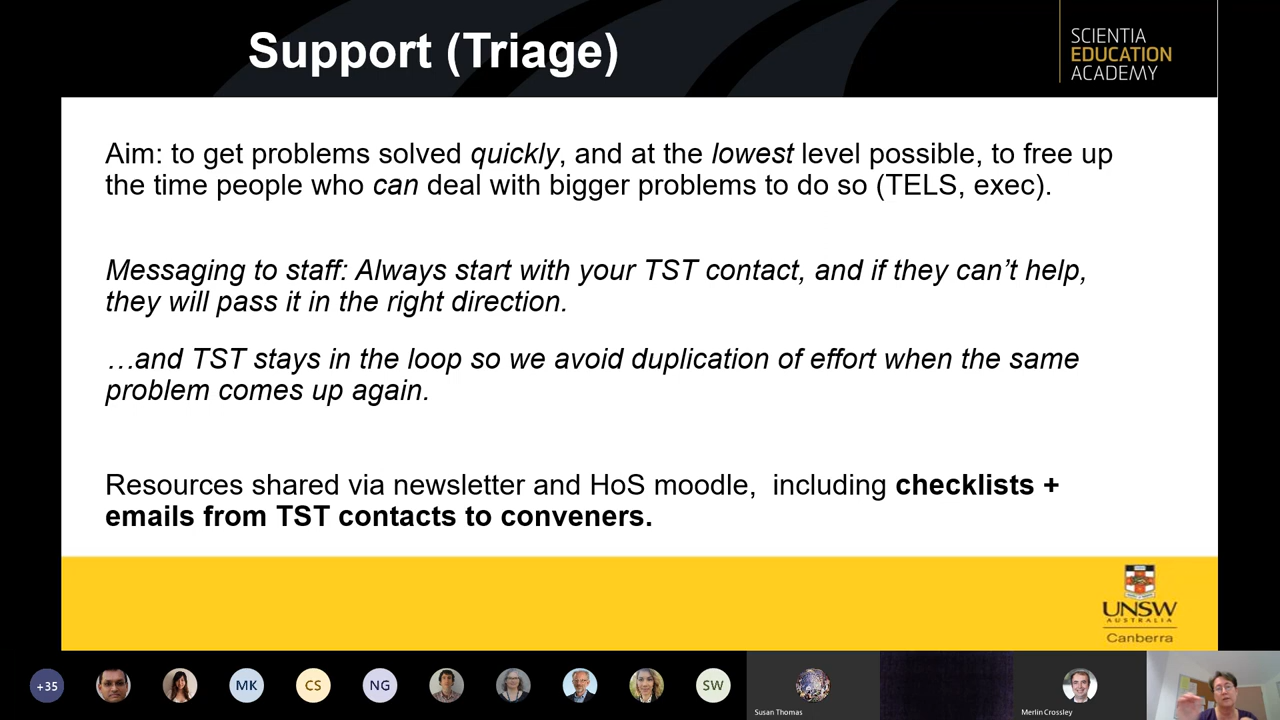 Support (Triage)
SCIENTIA
EDUCATION
ACADEMY
Aim: to get problems solved quickly, and at the lowest level possible, to free up
the time people who can deal with bigger problems to do so (TELS, exec).
Messaging to staff: Always start with your TST contact, and if they can’t help,
they will pass it in the right direction.
…and TST stays in the loop so we avoid duplication of effort when the same
problem comes up again.
Resources shared via newsletter and HoS moodle,  including checklists +
emails from TST contacts to conveners.
UNSW
AUSTRALIA
Canberra
+35
MK
CS
NG
SW
Susan Thomas
Merlin Crossley